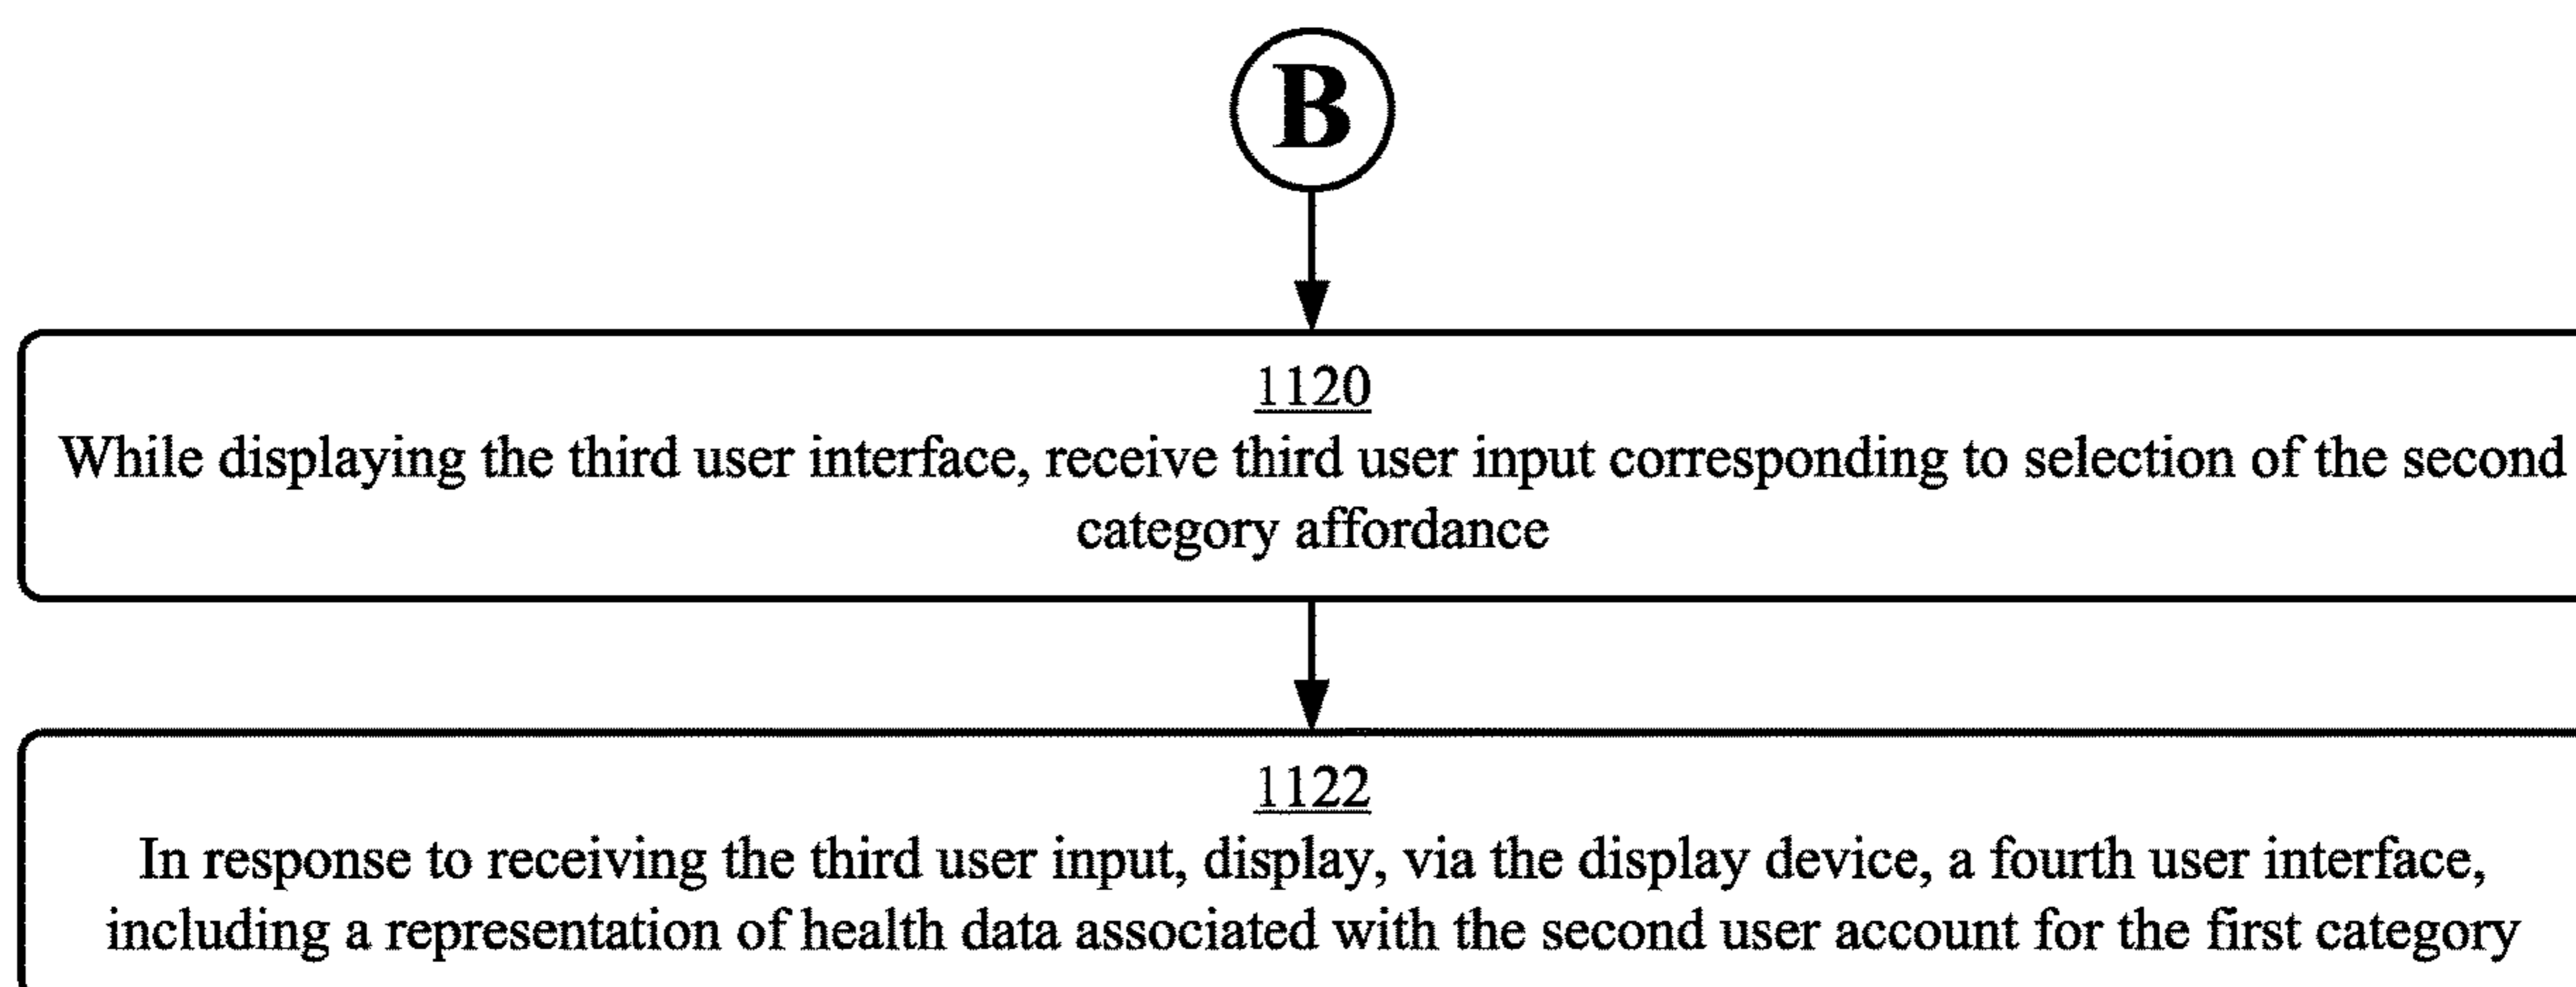 B
1120
While displaying the third user interface, receive third user input corresponding to selection of the second
category affordance
1122
In response to receiving the third user input, display, via the display device, a fourth user interface,
including a representation of health data associated with the second user account for the first category